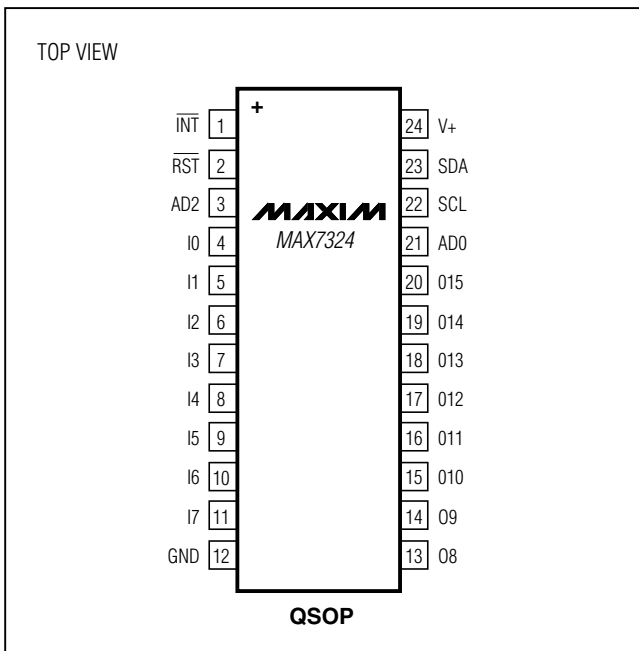 TOP VIEW
+
I̅N̅T̅ 1
24 V+
R̅S̅T̅ 2
23 SDA
AD2 3
MAXIM
22 SCL
I0 4
MAX7324
21 AD0
I1 5
20 O15
I2 6
19 O14
I3 7
18 O13
I4 8
17 O12
I5 9
16 O11
I6 10
15 O10
I7 11
14 O9
GND 12
13 O8
QSOP